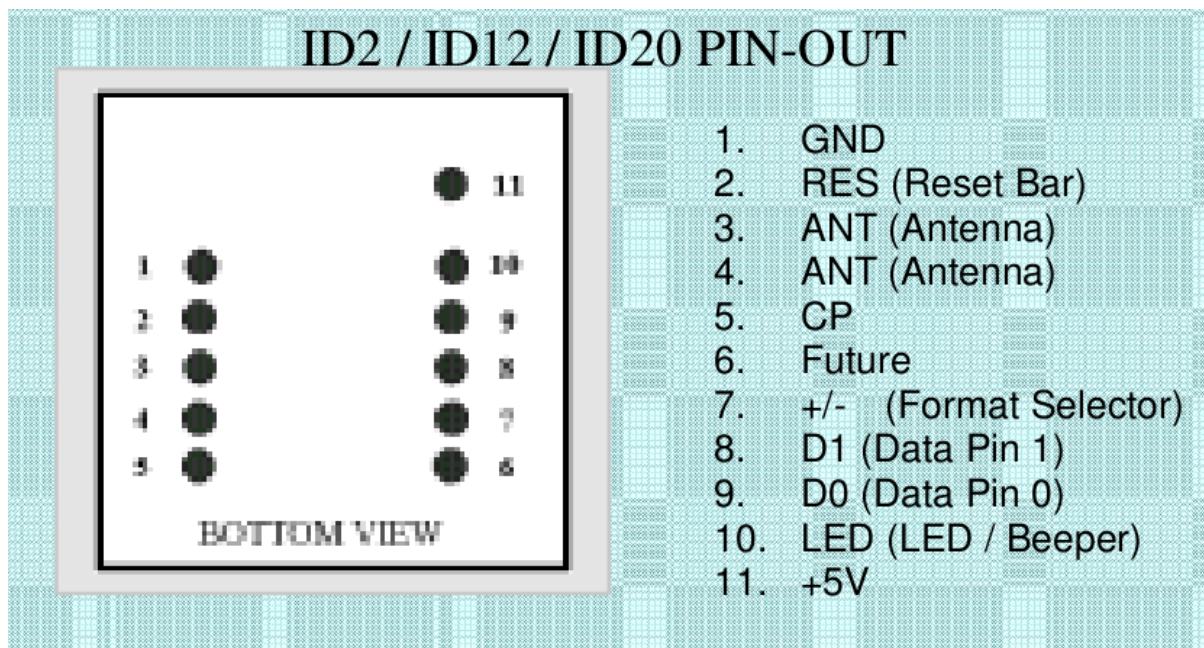 ID2 / ID12 / ID20 PIN-OUT
11
1 10
2 9
3 8
4 7
5 6
BOTTOM VIEW
1. GND
2. RES (Reset Bar)
3. ANT (Antenna)
4. ANT (Antenna)
5. CP
6. Future
7. +/- (Format Selector)
8. D1 (Data Pin 1)
9. D0 (Data Pin 0)
10. LED (LED / Beeper)
11. +5V